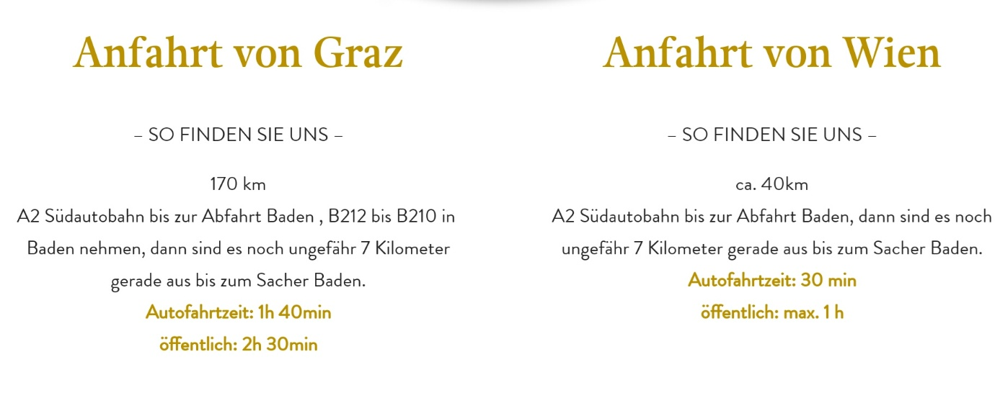 Anfahrt von Graz
– SO FINDEN SIE UNS –
170 km
A2 Südautobahn bis zur Abfahrt Baden , B212 bis B210 in
Baden nehmen, dann sind es noch ungefähr 7 Kilometer
gerade aus bis zum Sacher Baden.
Autofahrtzeit: 1h 40min
öffentlich: 2h 30min
Anfahrt von Wien
– SO FINDEN SIE UNS –
ca. 40km
A2 Südautobahn bis zur Abfahrt Baden, dann sind es noch
ungefähr 7 Kilometer gerade aus bis zum Sacher Baden.
Autofahrtzeit: 30 min
öffentlich: max. 1 h